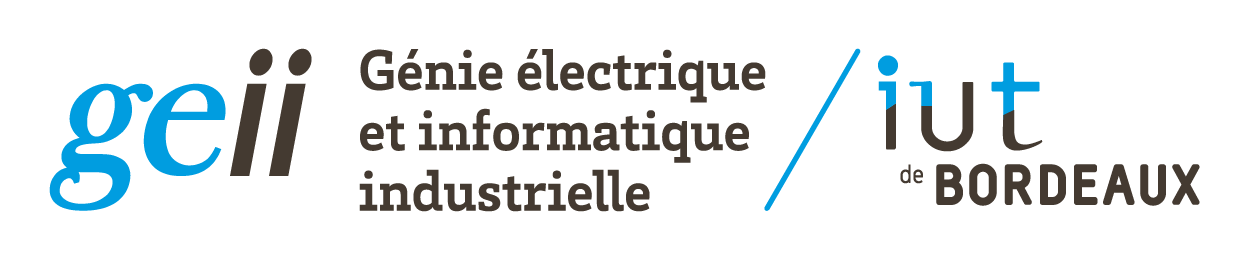 geii
Génie électrique
et informatique
industrielle
iut
de BORDEAUX